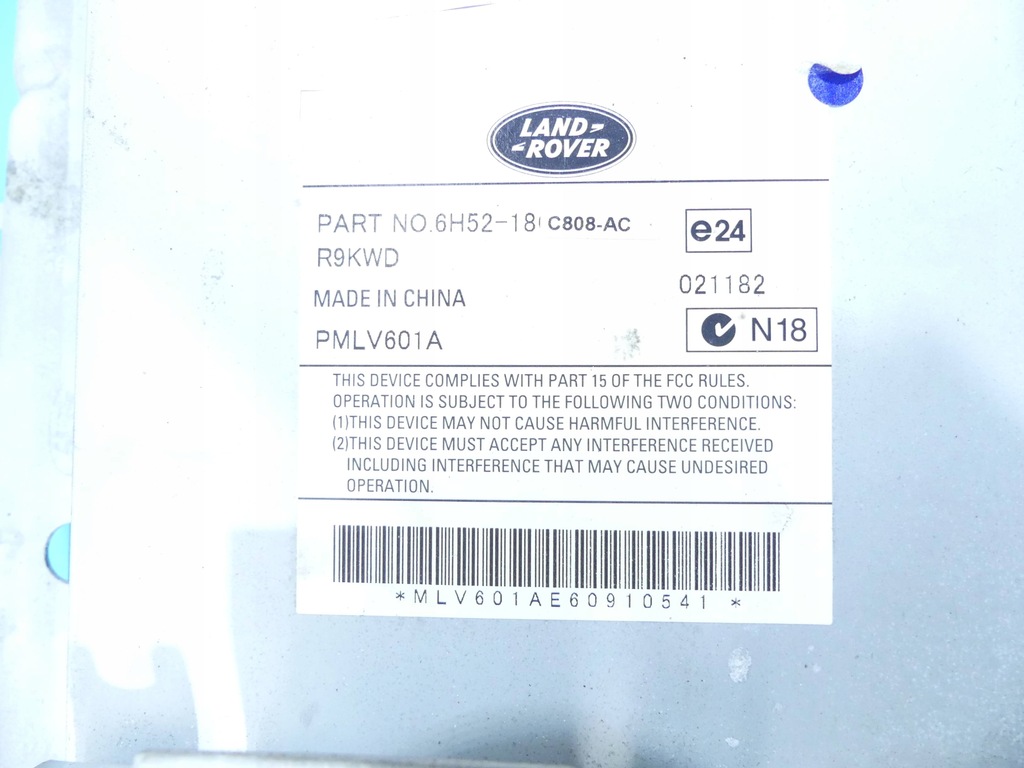 LAND-
-ROVER
PART NO.6H52-18 C808-AC
e24
R9KWD
021182
MADE IN CHINA
N18
PMLV601A
THIS DEVICE COMPLIES WITH PART 15 OF THE FCC RULES.
OPERATION IS SUBJECT TO THE FOLLOWING TWO CONDITIONS:
(1)THIS DEVICE MAY NOT CAUSE HARMFUL INTERFERENCE.
(2)THIS DEVICE MUST ACCEPT ANY INTERFERENCE RECEIVED
INCLUDING INTERFERENCE THAT MAY CAUSE UNDESIRED
OPERATION.
*MLV601AE60910541 *